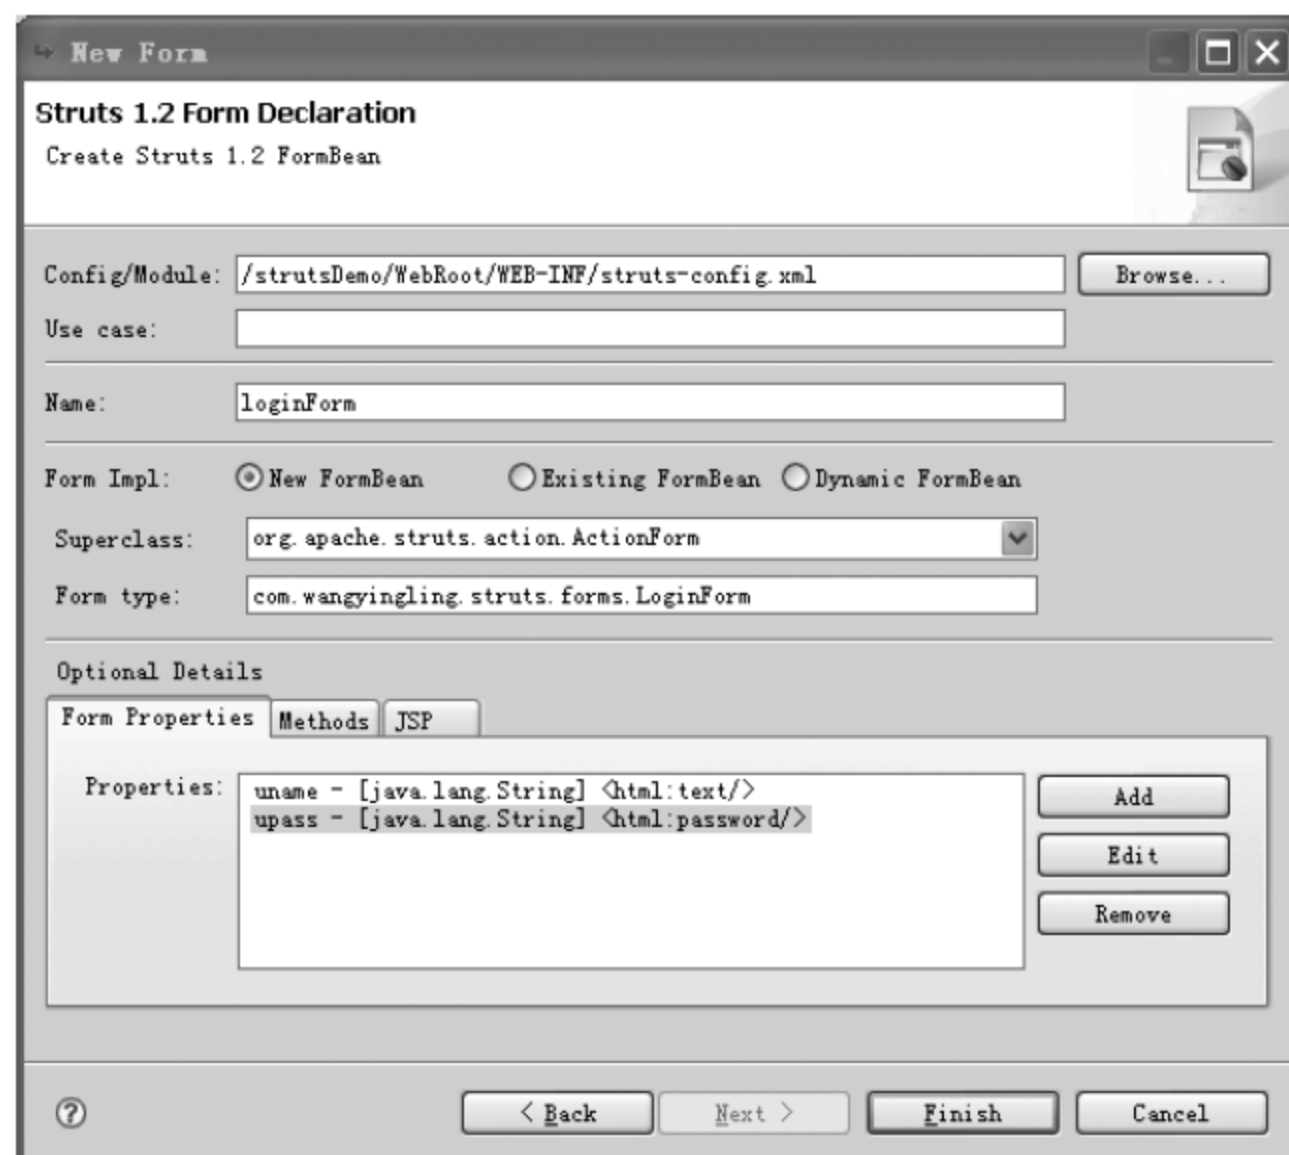 New Form
Struts 1.2 Form Declaration
Create Struts 1.2 FormBean
Config/Module: /strutsDemo/WebRoot/WEB-INF/struts-config.xml Browse...
Use case:
Name: loginForm
Form Impl: New FormBean Existing FormBean Dynamic FormBean
Superclass: org.apache.struts.action.ActionForm
Form type: com.wangyingling.struts.forms.LoginForm
Optional Details
Form Properties Methods JSP
Properties: uname - [java.lang.String] <html:text/> Add
upass - [java.lang.String] <html:password/>
Edit
Remove
? < Back Next > Finish Cancel